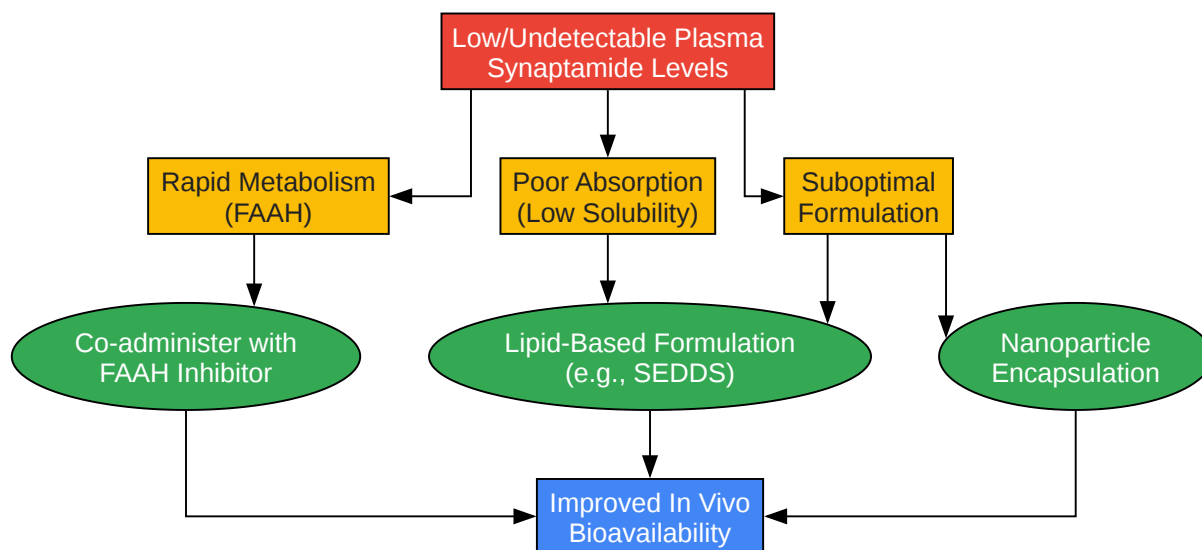 Low/Undetectable Plasma
Synaptamide Levels
Rapid Metabolism
(FAAH)
Poor Absorption
(Low Solubility)
Suboptimal
Formulation
Co-administer with
FAAH Inhibitor
Lipid-Based Formulation
(e.g., SEDDS)
Nanoparticle
Encapsulation
Improved In Vivo
Bioavailability